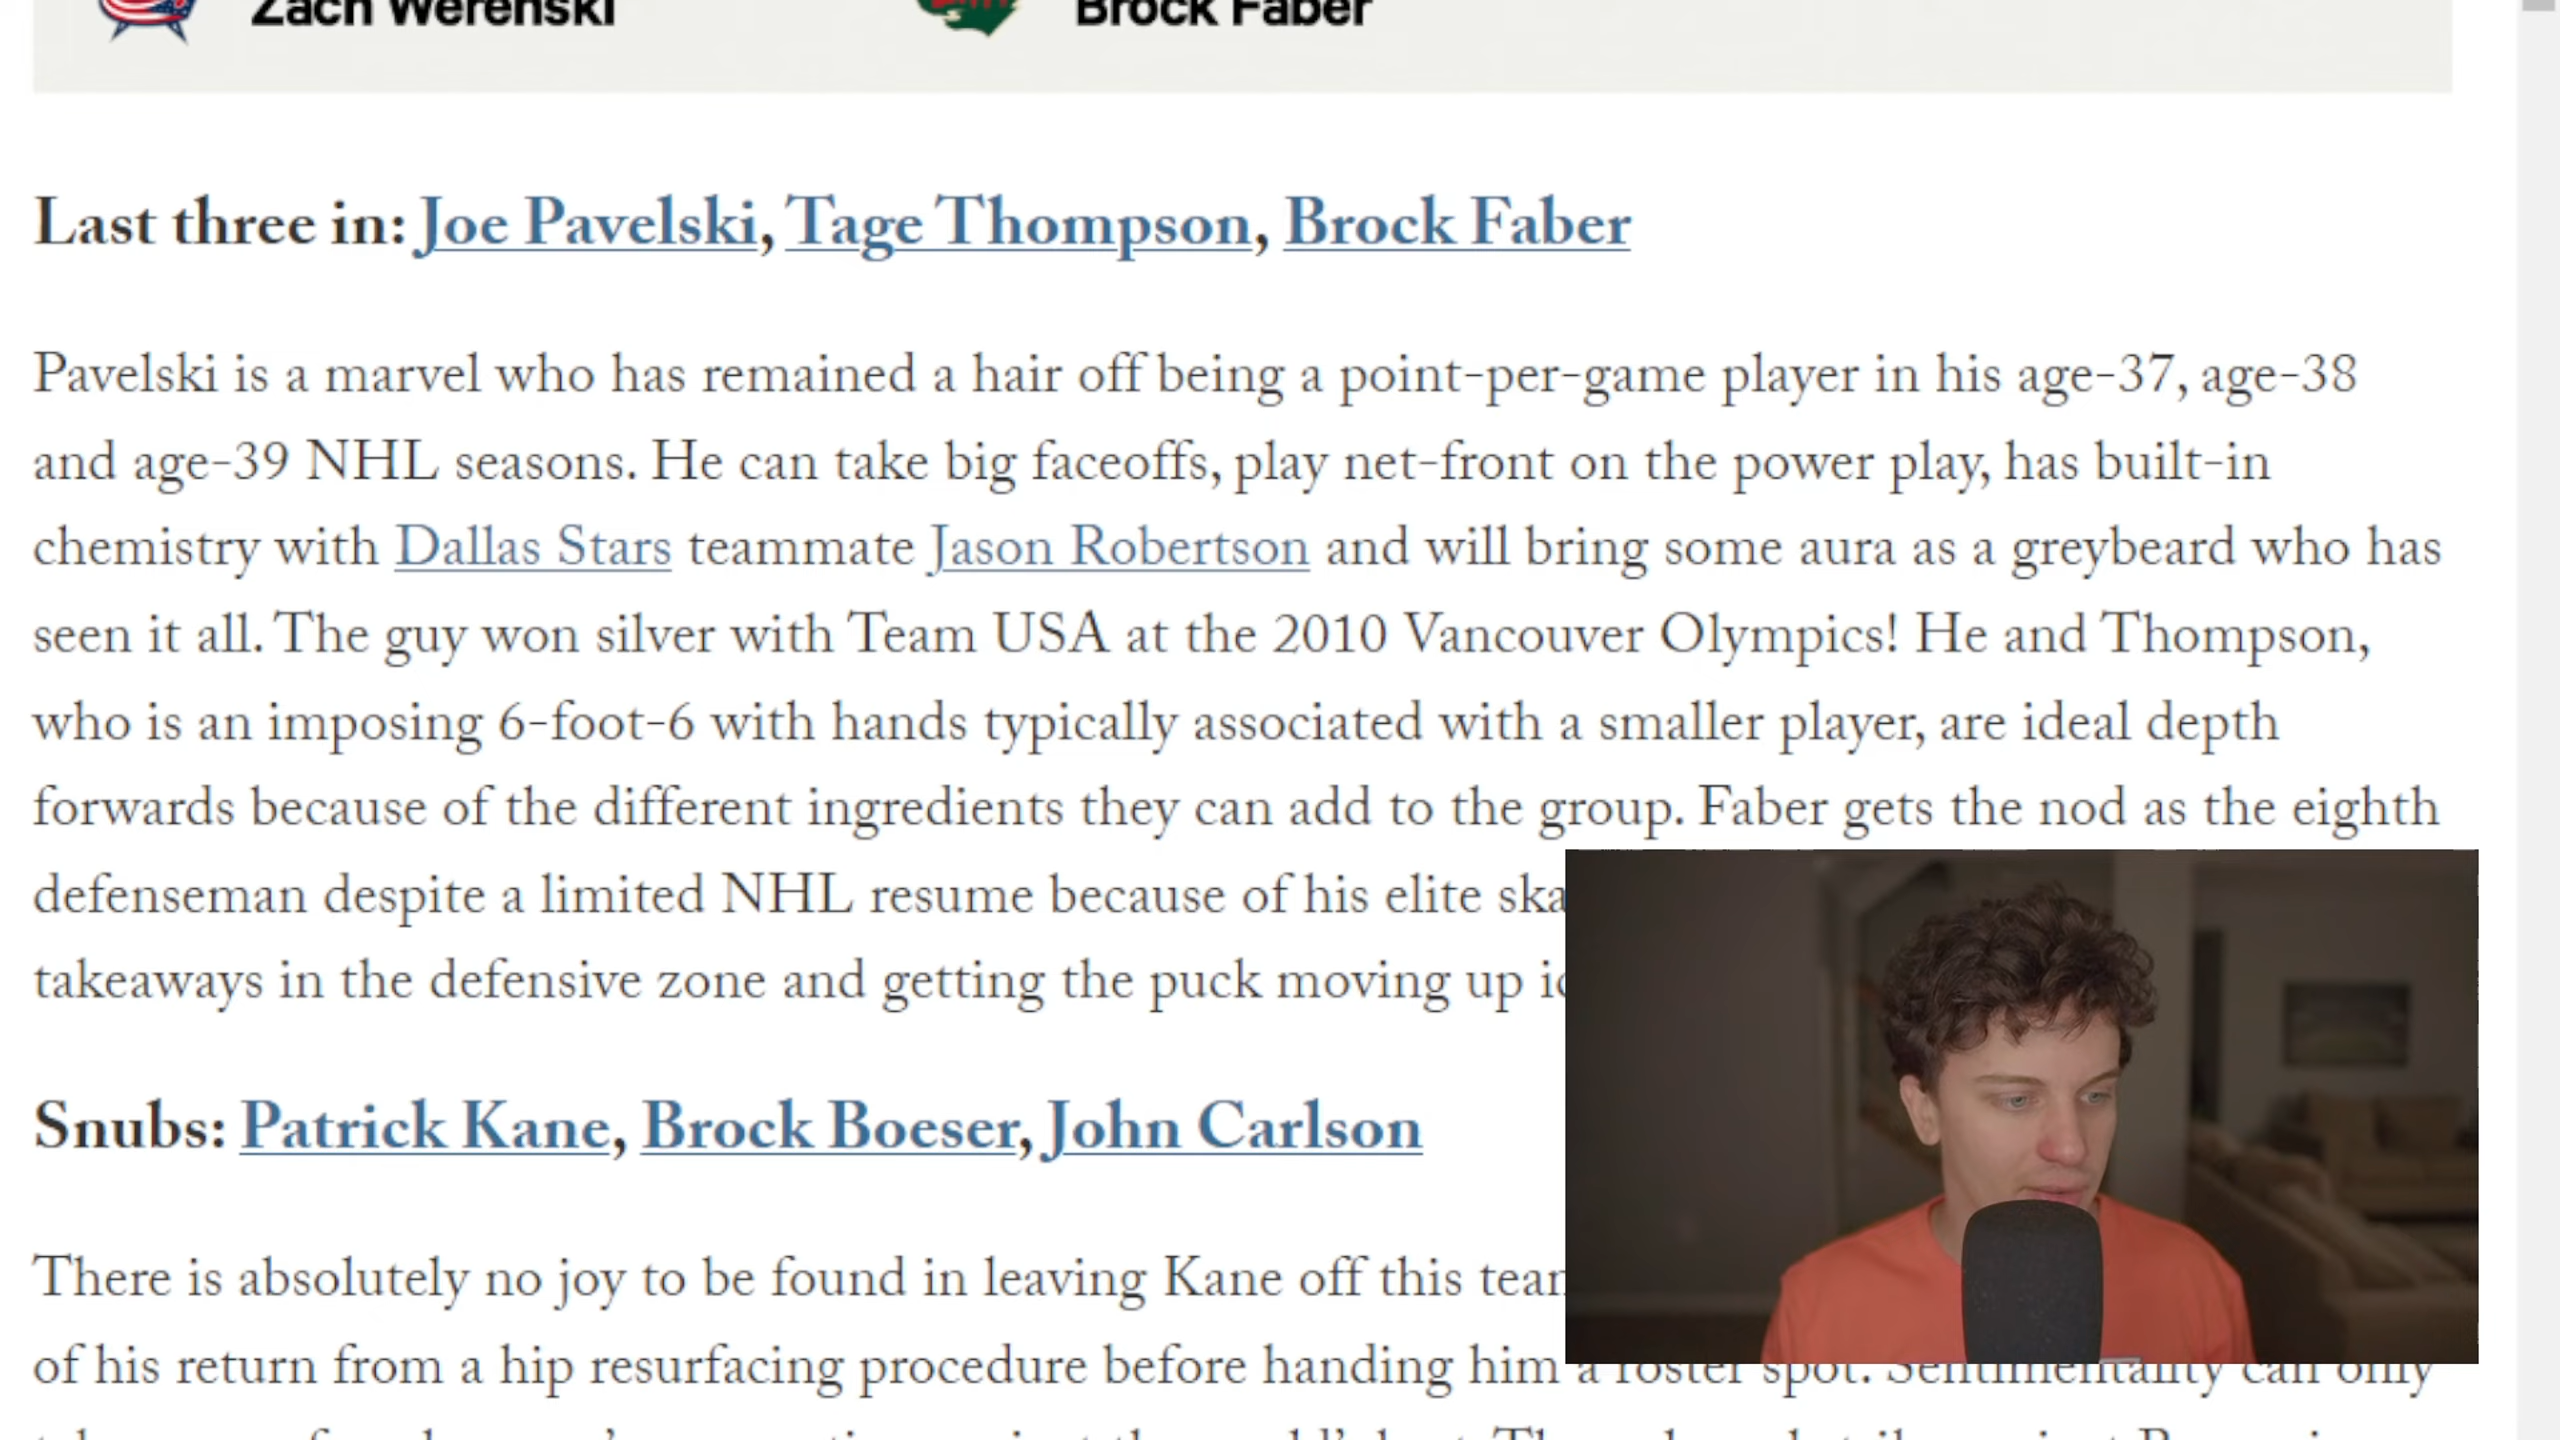 Zach Werenski Brock Faber
Last three in: Joe Pavelski, Tage Thompson, Brock Faber
Pavelski is a marvel who has remained a hair off being a point-per-game player in his age-37, age-38
and age-39 NHL seasons. He can take big faceoffs, play net-front on the power play, has built-in
chemistry with Dallas Stars teammate Jason Robertson and will bring some aura as a greybeard who has
seen it all. The guy won silver with Team USA at the 2010 Vancouver Olympics! He and Thompson,
who is an imposing 6-foot-6 with hands typically associated with a smaller player, are ideal depth
forwards because of the different ingredients they can add to the group. Faber gets the nod as the eighth
defenseman despite a limited NHL resume because of his elite ska
takeaways in the defensive zone and getting the puck moving up ic
Snubs: Patrick Kane, Brock Boeser, John Carlson
There is absolutely no joy to be found in leaving Kane off this tear
of his return from a hip resurfacing procedure before handing him a roster spot. Sentimentality can only